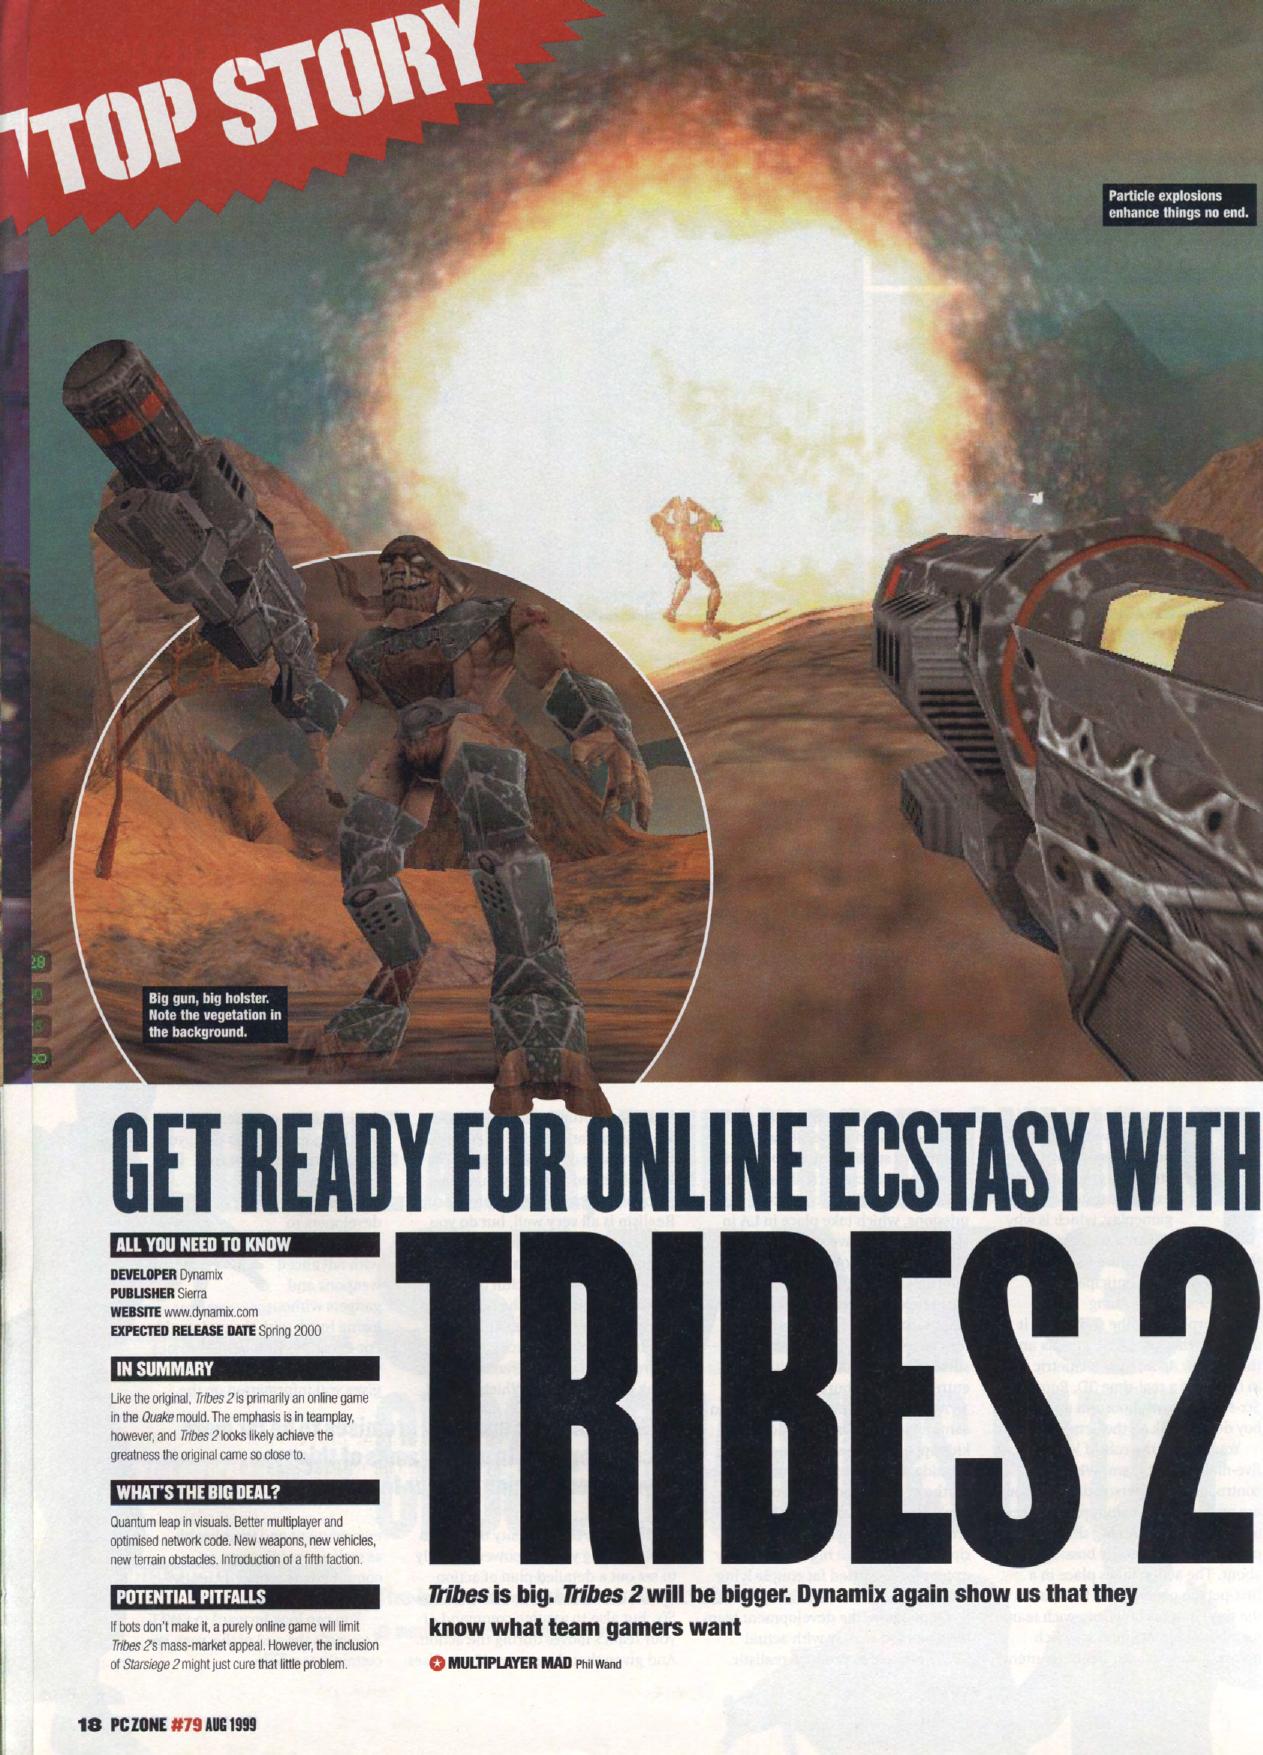 TOP STORY
Particle explosions
enhance things no end.
28
Big gun, big holster.
Note the vegetation in
the background.
GET READY FOR ONLINE ECSTASY WITH
TRIBES 2
ALL YOU NEED TO KNOW
DEVELOPER Dynamix
PUBLISHER Sierra
WEBSITE www.dynamix.com
EXPECTED RELEASE DATE Spring 2000
IN SUMMARY
Like the original, Tribes 2 is primarily an online game
in the Quake mould. The emphasis is in teamplay,
however, and Tribes 2 looks likely achieve the
greatness the original came so close to.
WHAT'S THE BIG DEAL?
Quantum leap in visuals. Better multiplayer and
optimised network code. New weapons, new vehicles,
new terrain obstacles. Introduction of a fifth faction.
POTENTIAL PITFALLS
If bots don't make it, a purely online game will limit
Tribes 2's mass-market appeal. However, the inclusion
of Starsiege 2 might just cure that little problem.
Tribes is big. Tribes 2 will be bigger. Dynamix again show us that they
know what team gamers want
MULTIPLAYER MAD Phil Wand
18 PC ZONE #79 AUG 1999